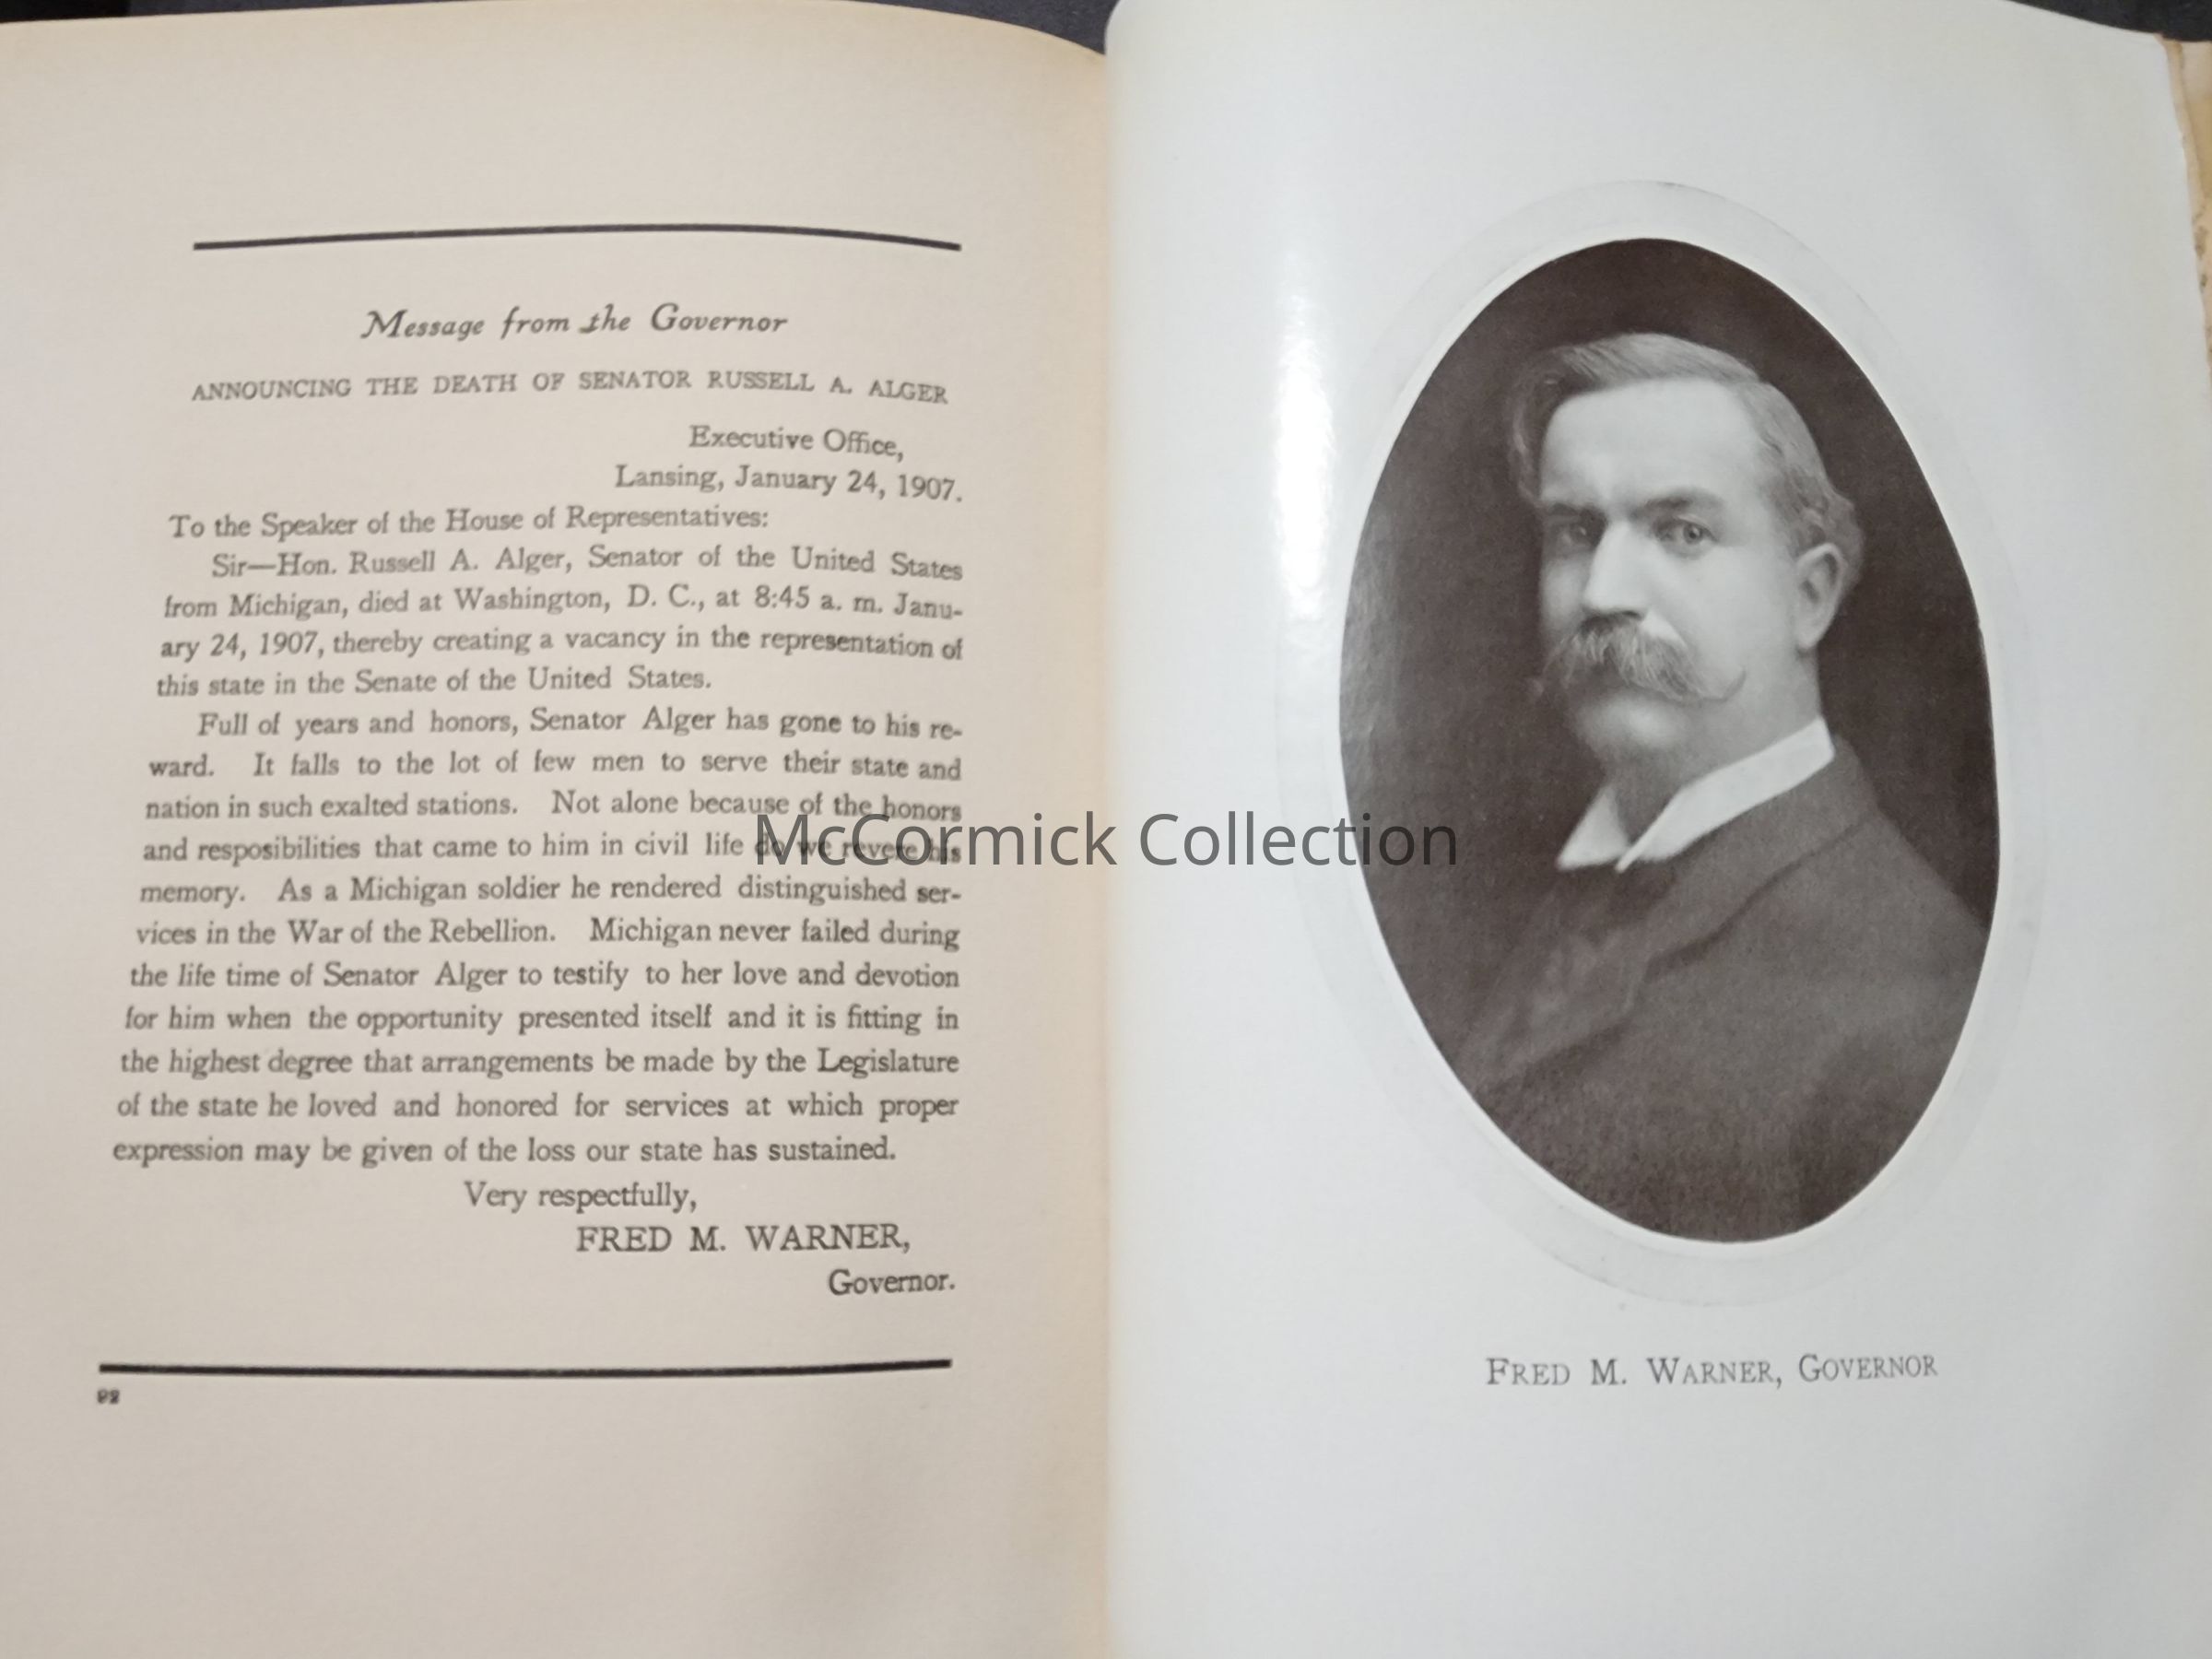 Message from the Governor
ANNOUNCING THE DEATH OF SENATOR RUSSELL A. ALGER
Executive Office,
Lansing, January 24, 1907.
To the Speaker of the House of Representatives:
Sir—Hon. Russell A. Alger, Senator of the United States
from Michigan, died at Washington, D. C., at 8:45 a. m. Janu-
ary 24, 1907, thereby creating a vacancy in the representation of
this state in the Senate of the United States.
Full of years and honors, Senator Alger has gone to his re-
ward. It falls to the lot of few men to serve their state and
nation in such exalted stations. Not alone because of the honors
and resposibilities that came to him in civil life do we revere his
memory. As a Michigan soldier he rendered distinguished ser-
vices in the War of the Rebellion. Michigan never failed during
the life time of Senator Alger to testify to her love and devotion
for him when the opportunity presented itself and it is fitting in
the highest degree that arrangements be made by the Legislature
of the state he loved and honored for services at which proper
expression may be given of the loss our state has sustained.
Very respectfully,
FRED M. WARNER,
Governor.
McCormick Collection
FRED M. WARNER, GOVERNOR